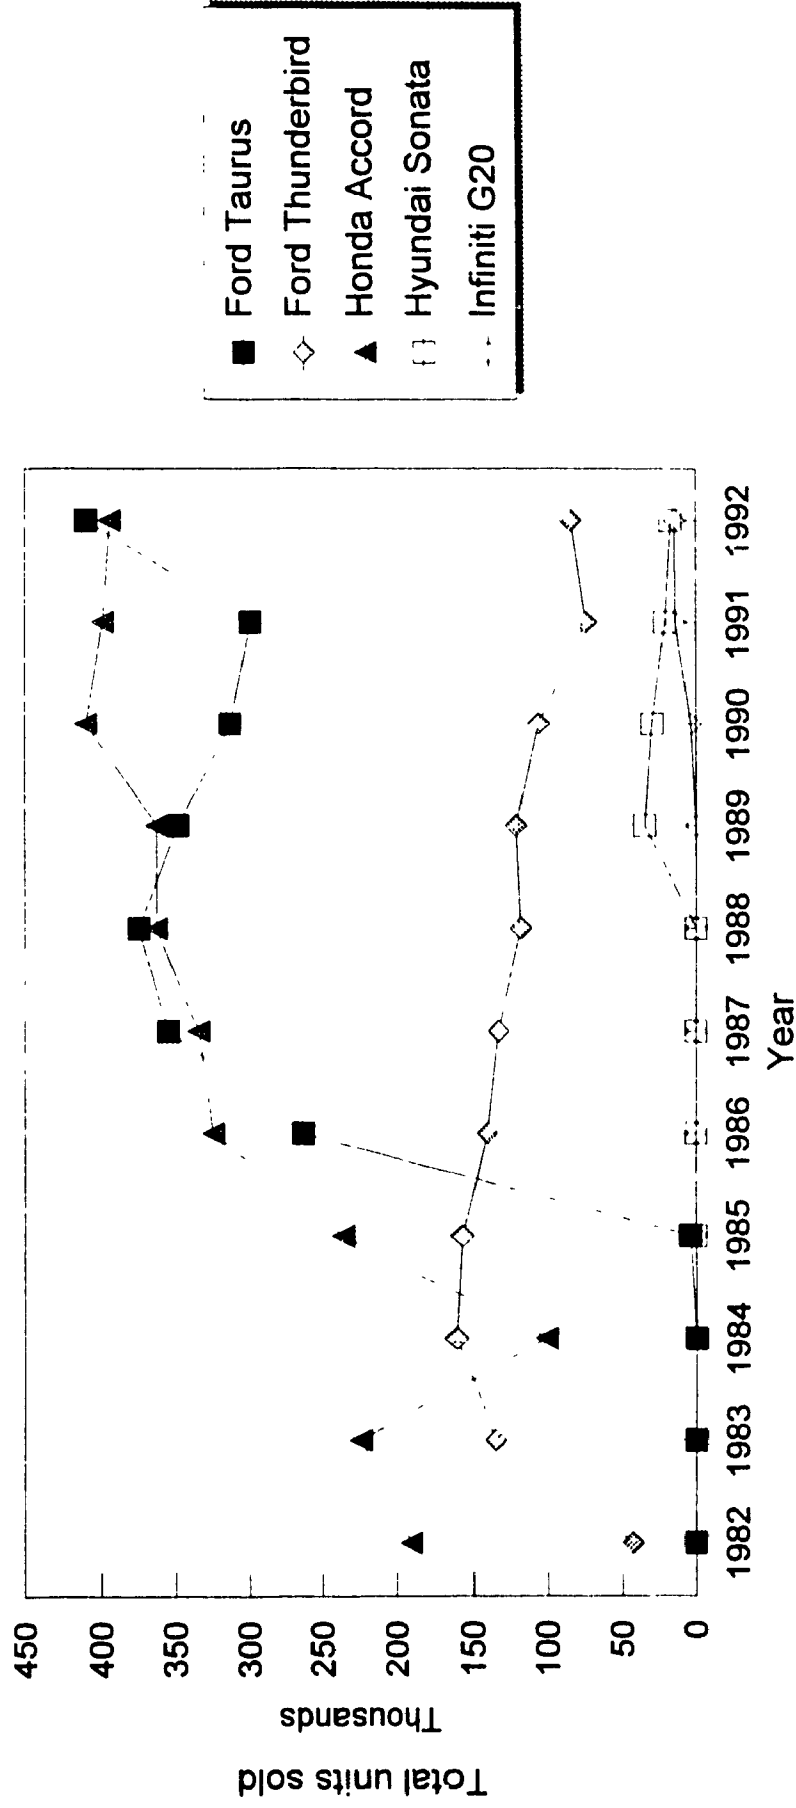 Total units sold
Thousands
450
400
350
300
250
200
150
100
50
0
1982
1983
1984
1985
1986
1987
1988
1989
1990
1991
1992
Year
Ford Taurus
Ford Thunderbird
Honda Accord
Hyundai Sonata
Infiniti G20